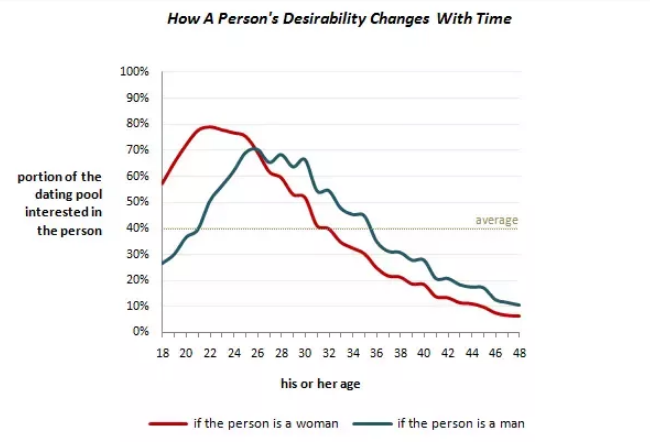 How A Person's Desirability Changes With Time
100%
90%
80%
70%
60%
50%
40%
30%
20%
10%
0%
portion of the
dating pool
interested in
the person
average
18 20 22 24 26 28 30 32 34 36 38 40 42 44 46 48
his or her age
if the person is a woman if the person is a man